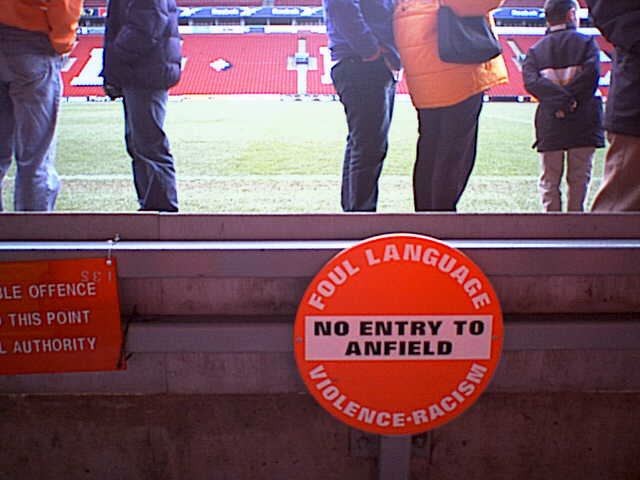 BLE OFFENCE
THIS POINT
L AUTHORITY
FOUL LANGUAGE
NO ENTRY TO
ANFIELD
VIOLENCE-RACISM